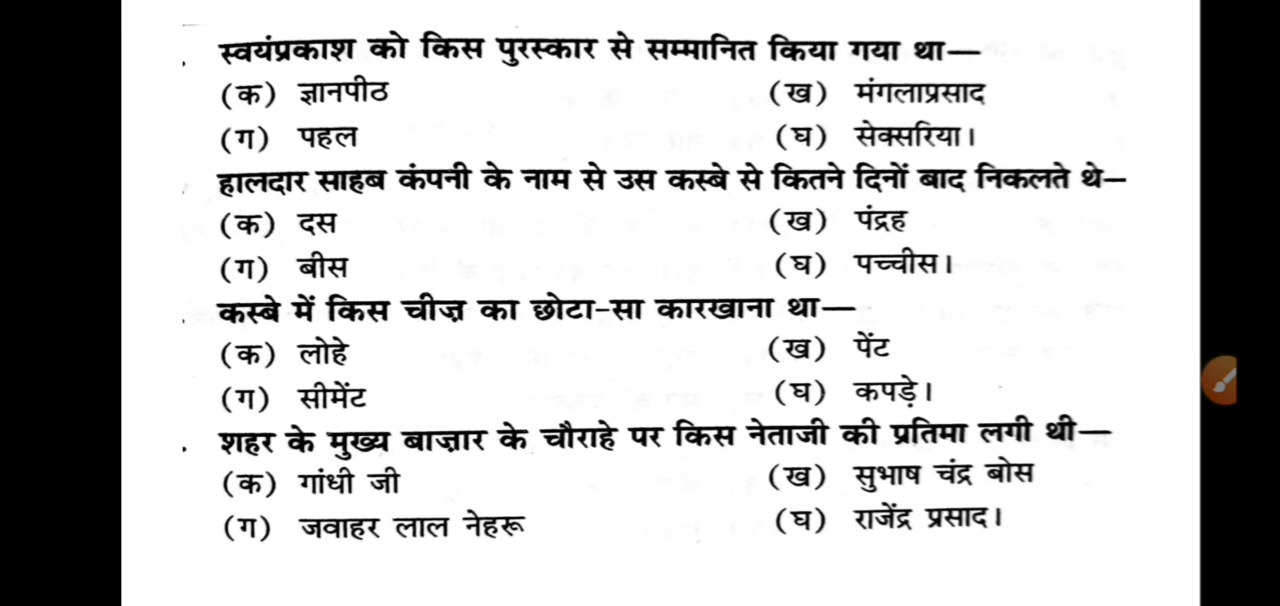 स्वयंप्रकाश को किस पुरस्कार से सम्मानित किया गया था—
(क) ज्ञानपीठ (ख) मंगलाप्रसाद
(ग) पहल (घ) सेक्सरिया।
हालदार साहब कंपनी के नाम से उस कस्बे से कितने दिनों बाद निकलते थे–
(क) दस (ख) पंद्रह
(ग) बीस (घ) पच्चीस।
कस्बे में किस चीज़ का छोटा-सा कारखाना था—
(क) लोहे (ख) पेंट
(ग) सीमेंट (घ) कपड़े।
शहर के मुख्य बाज़ार के चौराहे पर किस नेताजी की प्रतिमा लगी थी—
(क) गांधी जी (ख) सुभाष चंद्र बोस
(ग) जवाहर लाल नेहरू (घ) राजेंद्र प्रसाद।